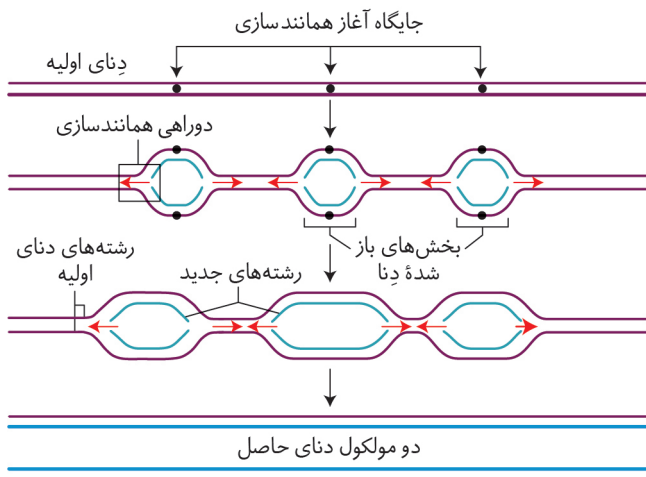 جایگاه آغاز همانندسازی
دِنای اولیه
دوراهی همانندسازی
بخش‌های باز
شدهٔ دِنا
رشته‌های دنای
اولیه
رشته‌های جدید
دو مولکول دنای حاصل